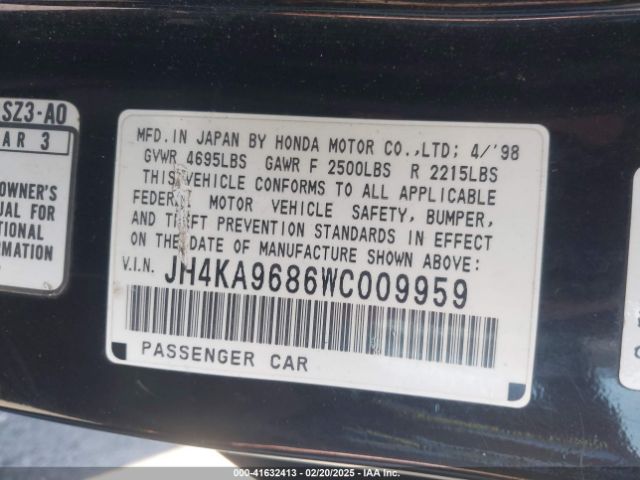 SZ3-A0
AR 3
OWNER'S
UAL FOR
TIONAL
ORMATION
MFD.IN JAPAN BY HONDA MOTOR CO.,LTD; 4/'98
GVWR 4695LBS GAWR F 2500LBS R 2215LBS
THIS VEHICLE CONFORMS TO ALL APPLICABLE
FEDERAL MOTOR VEHICLE SAFETY, BUMPER,
AND THEFT PREVENTION STANDARDS IN EFFECT
ON THE DATE OF MANUFACTURE SHOWN ABOVE:
V.I.N. JH4KA9686WC009959
PASSENGER CAR
000-41632413 - 02/20/2025 - IAA Inc.